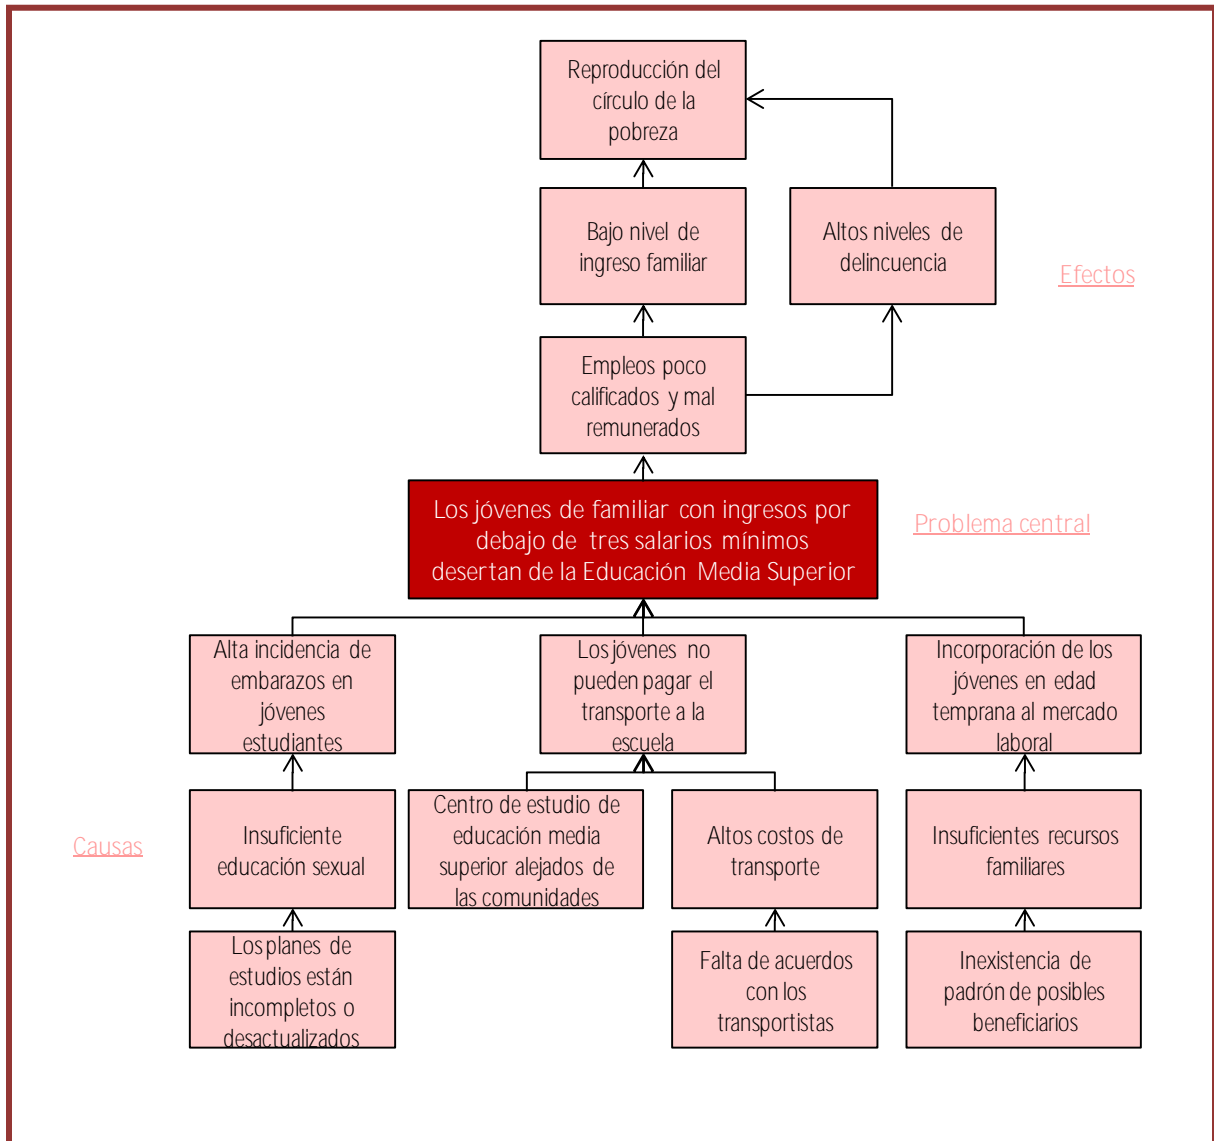 Reproducción del
círculo de la
pobreza
Bajo nivel de
ingreso familiar
Altos niveles de
delincuencia
Efectos
Empleos poco
calificados y mal
remunerados
Los jóvenes de familiar con ingresos por
debajo de tres salarios mínimos
desertan de la Educación Media Superior
Problema central
Alta incidencia de
embarazos en
jóvenes
estudiantes
Los jóvenes no
pueden pagar el
transporte a la
escuela
Incorporación de los
jóvenes en edad
temprana al mercado
laboral
Causas
Insuficiente
educación sexual
Centro de estudio de
educación media
superior alejados de
las comunidades
Altos costos de
transporte
Insuficientes recursos
familiares
Los planes de
estudios están
incompletos o
desactualizados
Falta de acuerdos
con los
transportistas
Inexistencia de
padrón de posibles
beneficiarios